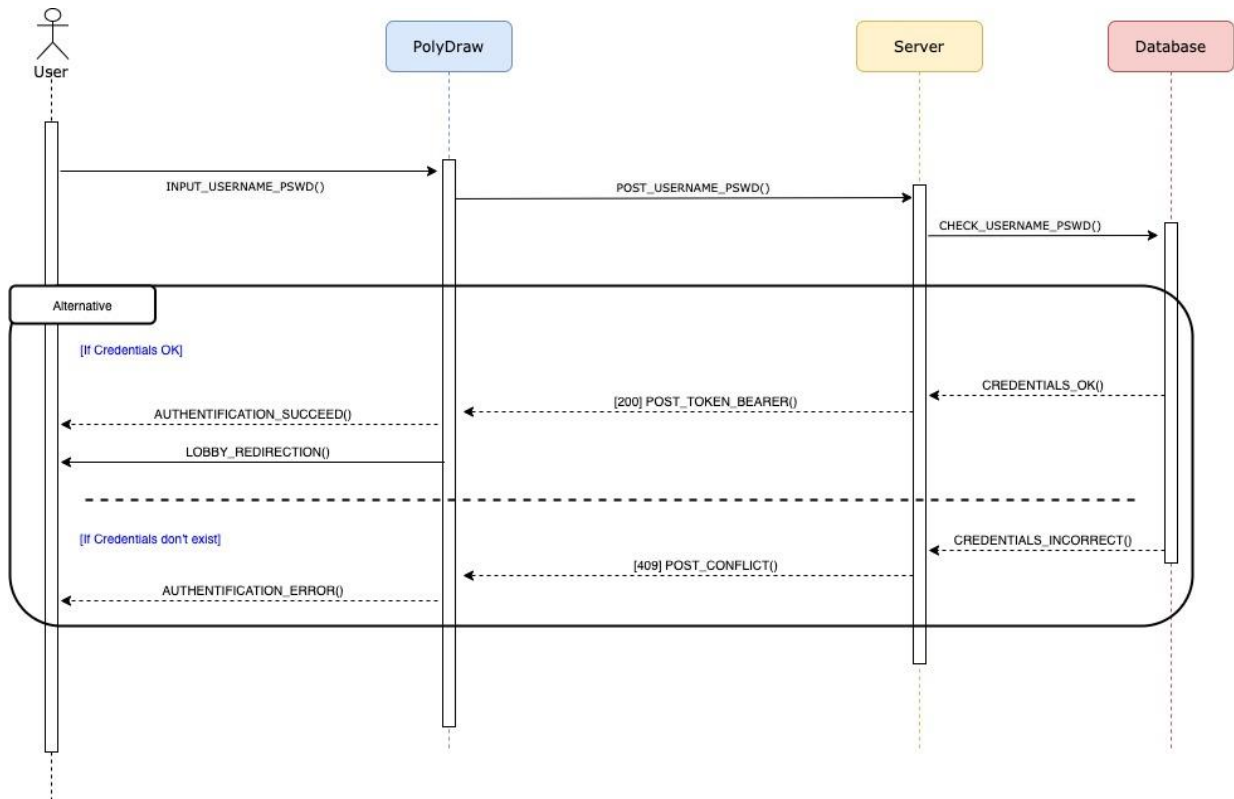 User
PolyDraw
Server
Database
INPUT_USERNAME_PSWD()
POST_USERNAME_PSWD()
CHECK_USERNAME_PSWD()
Alternative
[If Credentials OK]
CREDENTIALS_OK()
[200] POST_TOKEN_BEARER()
AUTHENTIFICATION_SUCCEED()
LOBBY_REDIRECTION()
[If Credentials don't exist]
CREDENTIALS_INCORRECT()
[409] POST_CONFLICT()
AUTHENTIFICATION_ERROR()